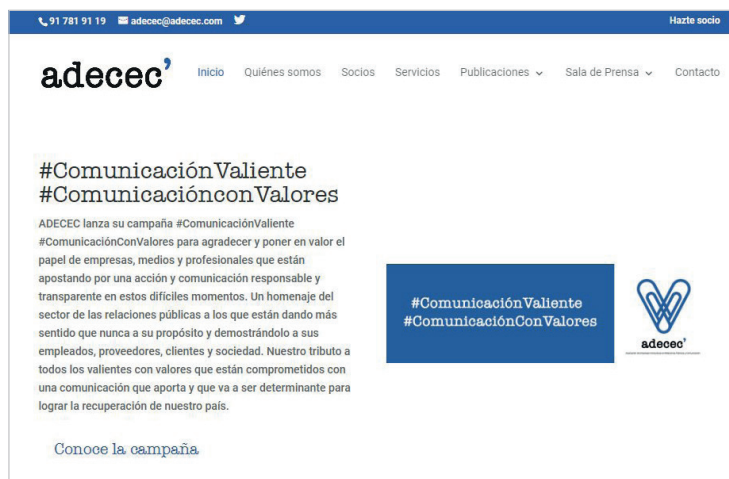 91 781 91 19 adecec@adecec.com Hazte socio
adecec’ Inicio Quiénes somos Socios Servicios Publicaciones Sala de Prensa Contacto
#ComunicaciónValiente
#ComunicaciónconValores
ADECEC lanza su campaña #ComunicaciónValiente
#ComunicaciónConValores para agradecer y poner en valor el
papel de empresas, medios y profesionales que están
apostando por una acción y comunicación responsable y
transparente en estos difíciles momentos. Un homenaje del
sector de las relaciones públicas a los que están dando más
sentido que nunca a su propósito y demostrándolo a sus
empleados, proveedores, clientes y sociedad. Nuestro tributo a
todos los valientes con valores que están comprometidos con
una comunicación que aporta y que va a ser determinante para
lograr la recuperación de nuestro país.
Conoce la campaña
#ComunicaciónValiente
#ComunicaciónConValores
adecec’